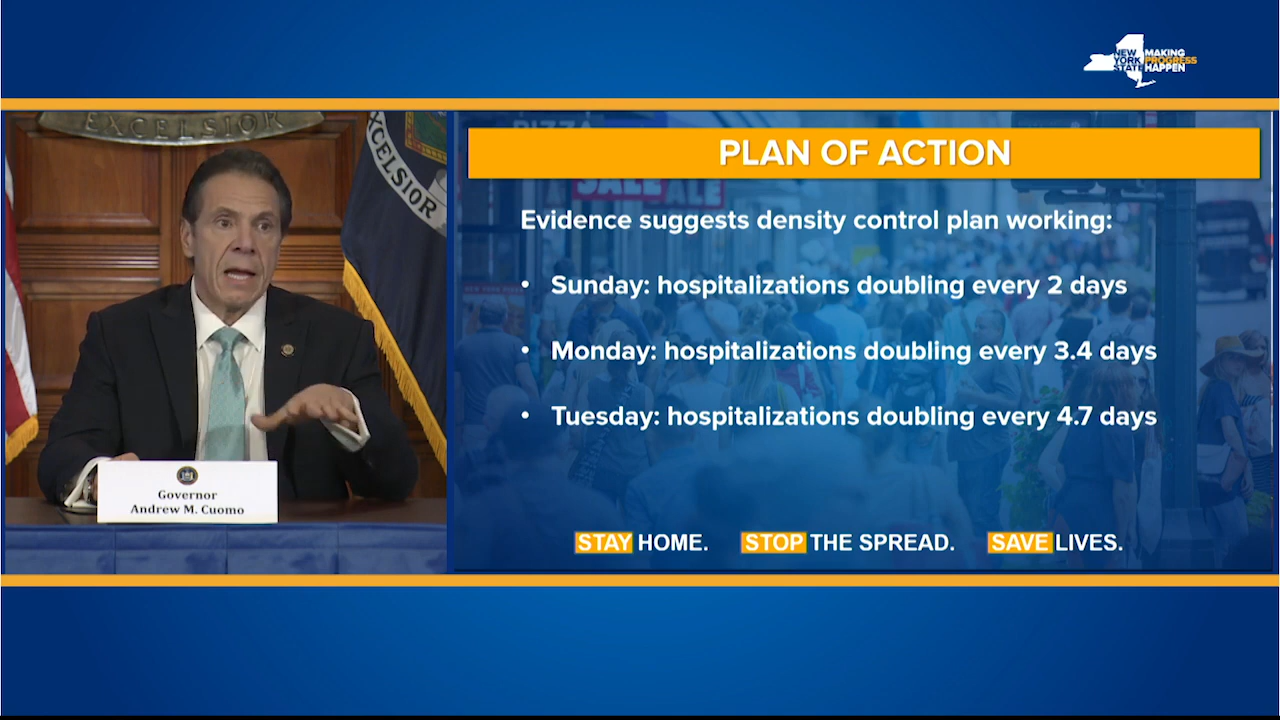 NEW
YORK
STATE
MAKING
PROGRESS
HAPPEN
EXCELSIOR
EXCELSIOR
PLAN OF ACTION
SALE
Evidence suggests density control plan working:
• Sunday: hospitalizations doubling every 2 days
• Monday: hospitalizations doubling every 3.4 days
• Tuesday: hospitalizations doubling every 4.7 days
Governor
Andrew M. Cuomo
STAY HOME. STOP THE SPREAD. SAVE LIVES.